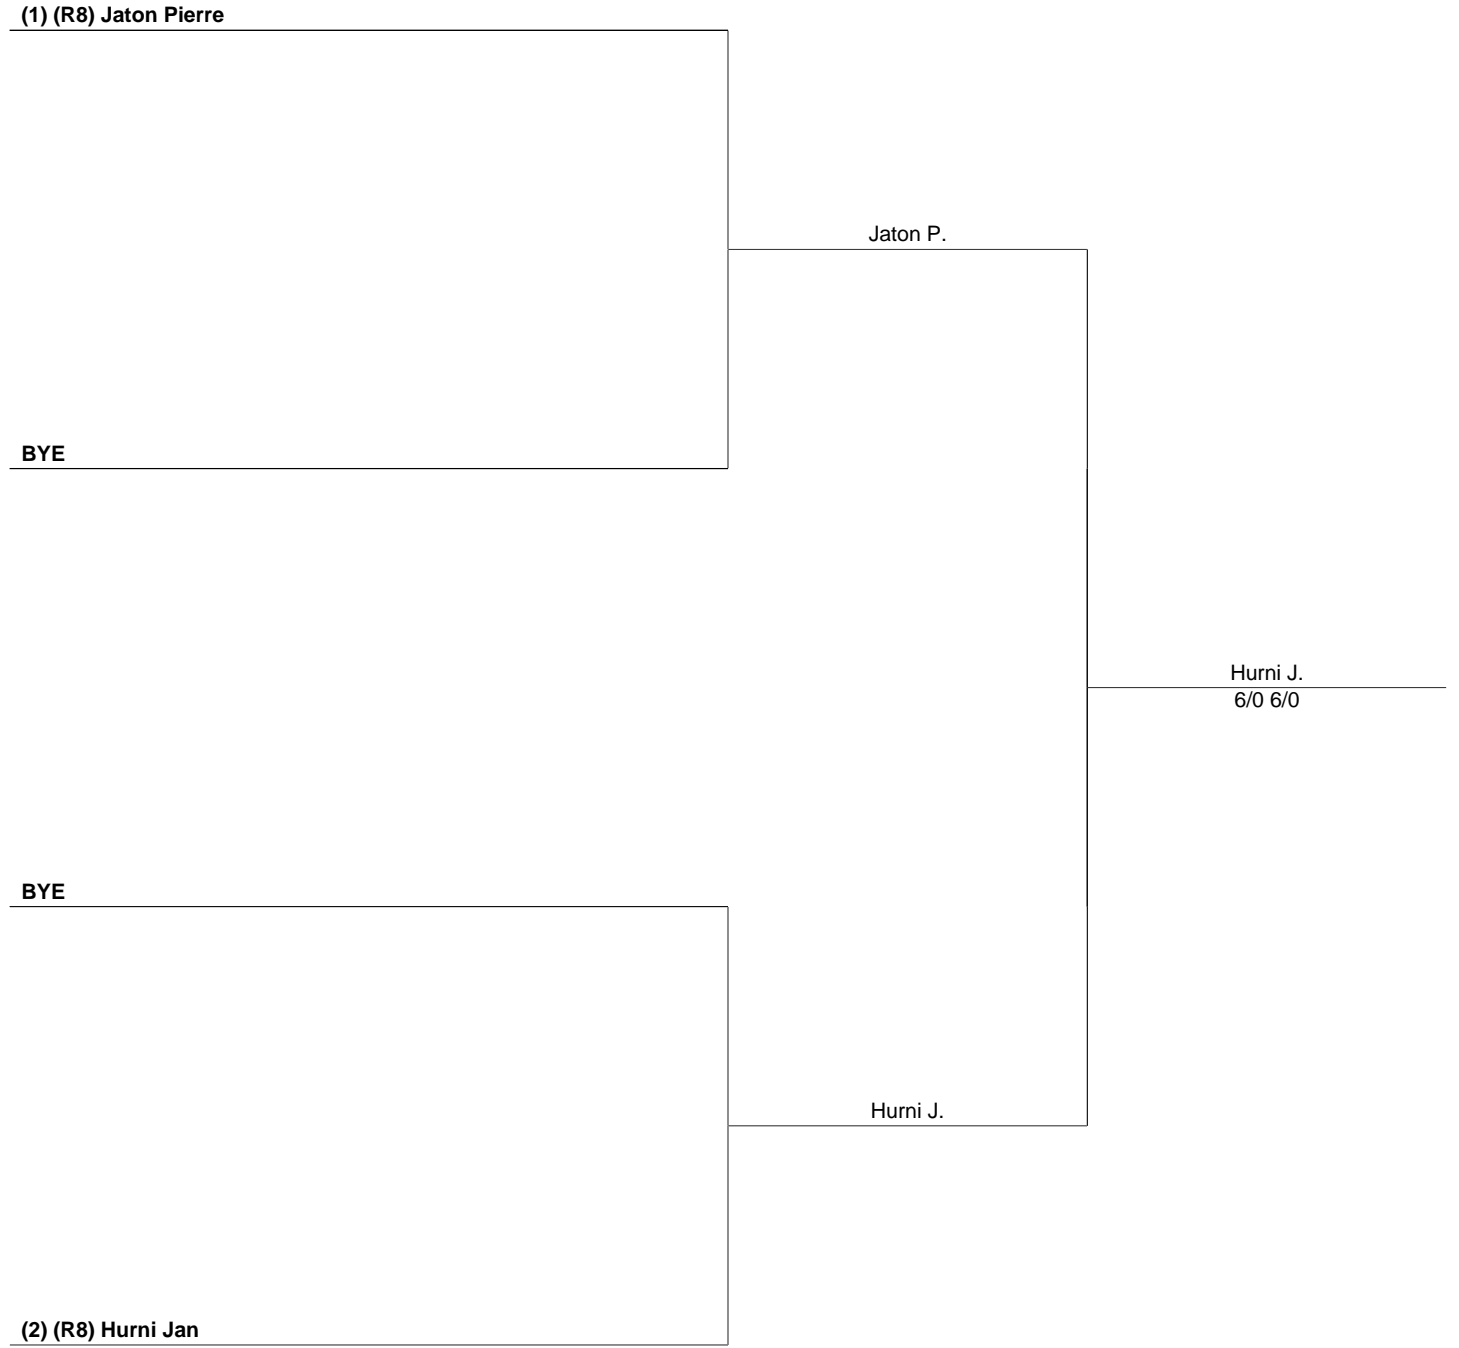 (1) (R8) Jaton Pierre
Jaton P.
BYE
Hurni J.
6/0 6/0
BYE
Hurni J.
(2) (R8) Hurni Jan